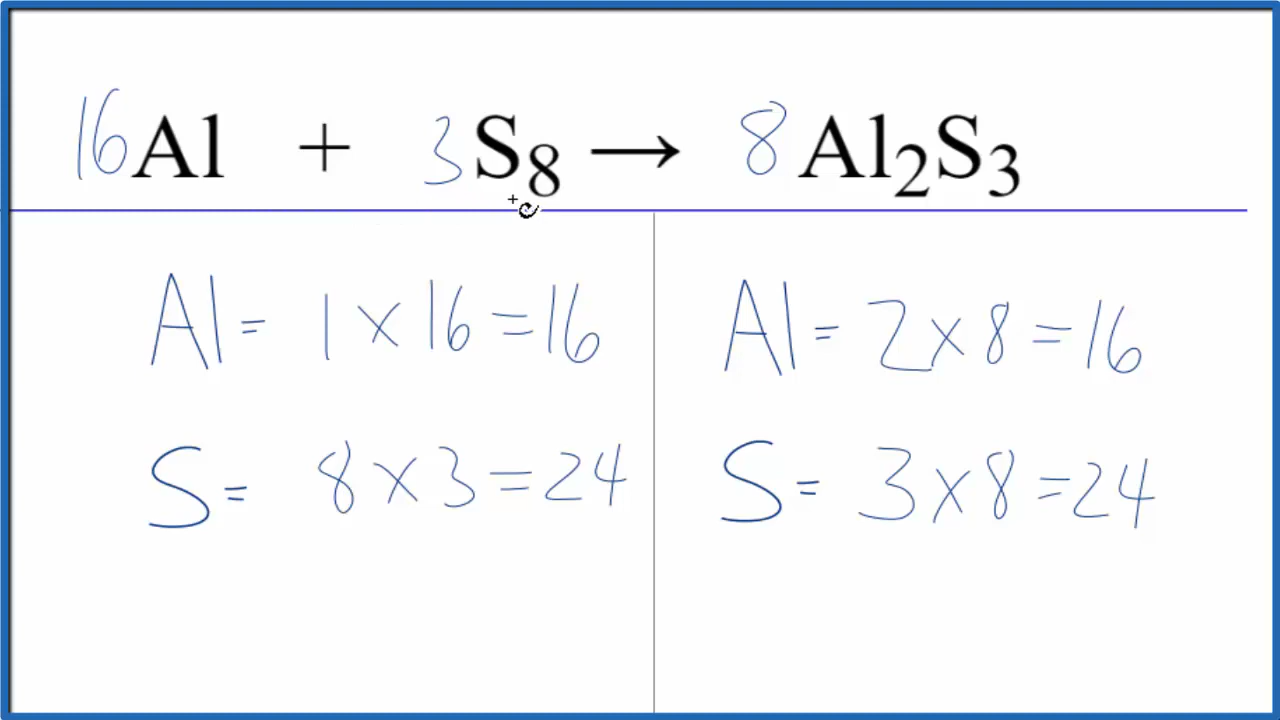 16Al + 3S₈ → 8Al₂S₃
Al = 1 x 16 = 16
Al = 2 x 8 = 16
S = 8 x 3 = 24
S = 3 x 8 = 24